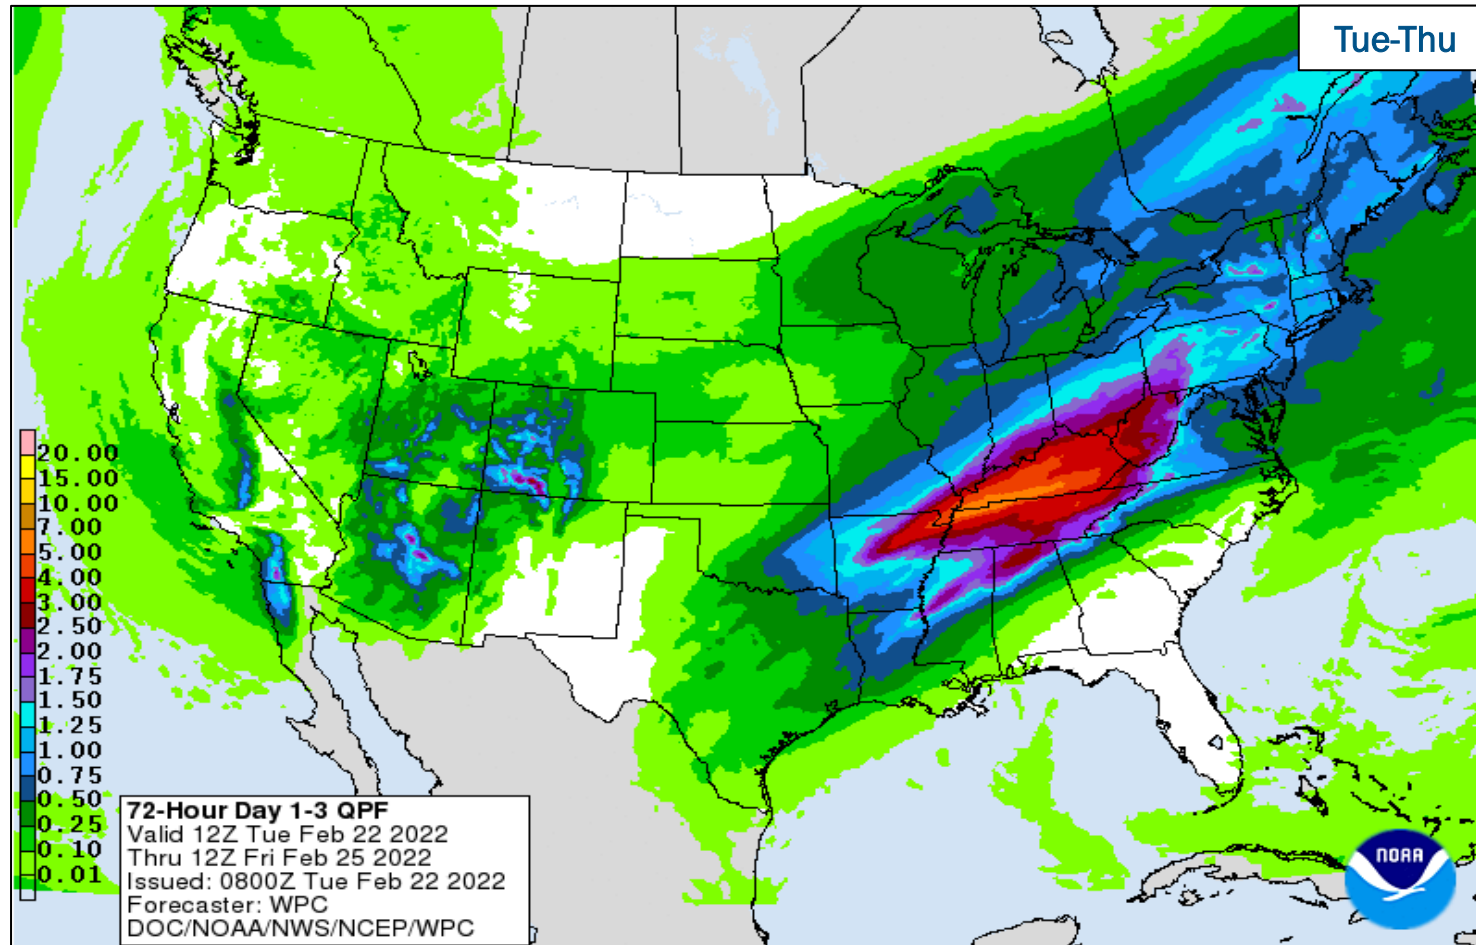 Tue-Thu
20.00
15.00
10.00
7.00
5.00
4.00
3.00
2.50
2.00
1.75
1.50
1.25
1.00
0.75
0.50
0.25
0.10
0.01
72-Hour Day 1-3 QPF
Valid 12Z Tue Feb 22 2022
Thru 12Z Fri Feb 25 2022
Issued: 0800Z Tue Feb 22 2022
Forecaster: WPC
DOC/NOAA/NWS/NCEP/WPC
NOAA